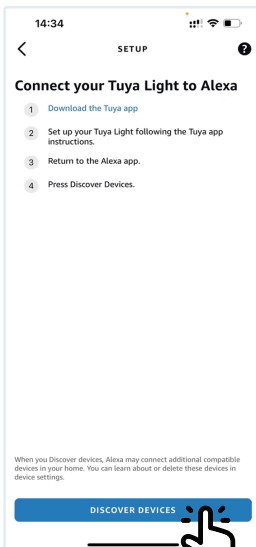 14:34
SETUP
?
Connect your Tuya Light to Alexa
1 Download the Tuya app
2 Set up your Tuya Light following the Tuya app
instructions.
3 Return to the Alexa app.
4 Press Discover Devices.
When you Discover devices, Alexa may connect additional compatible
devices in your home. You can learn about or delete these devices in
device settings.
DISCOVER DEVICES